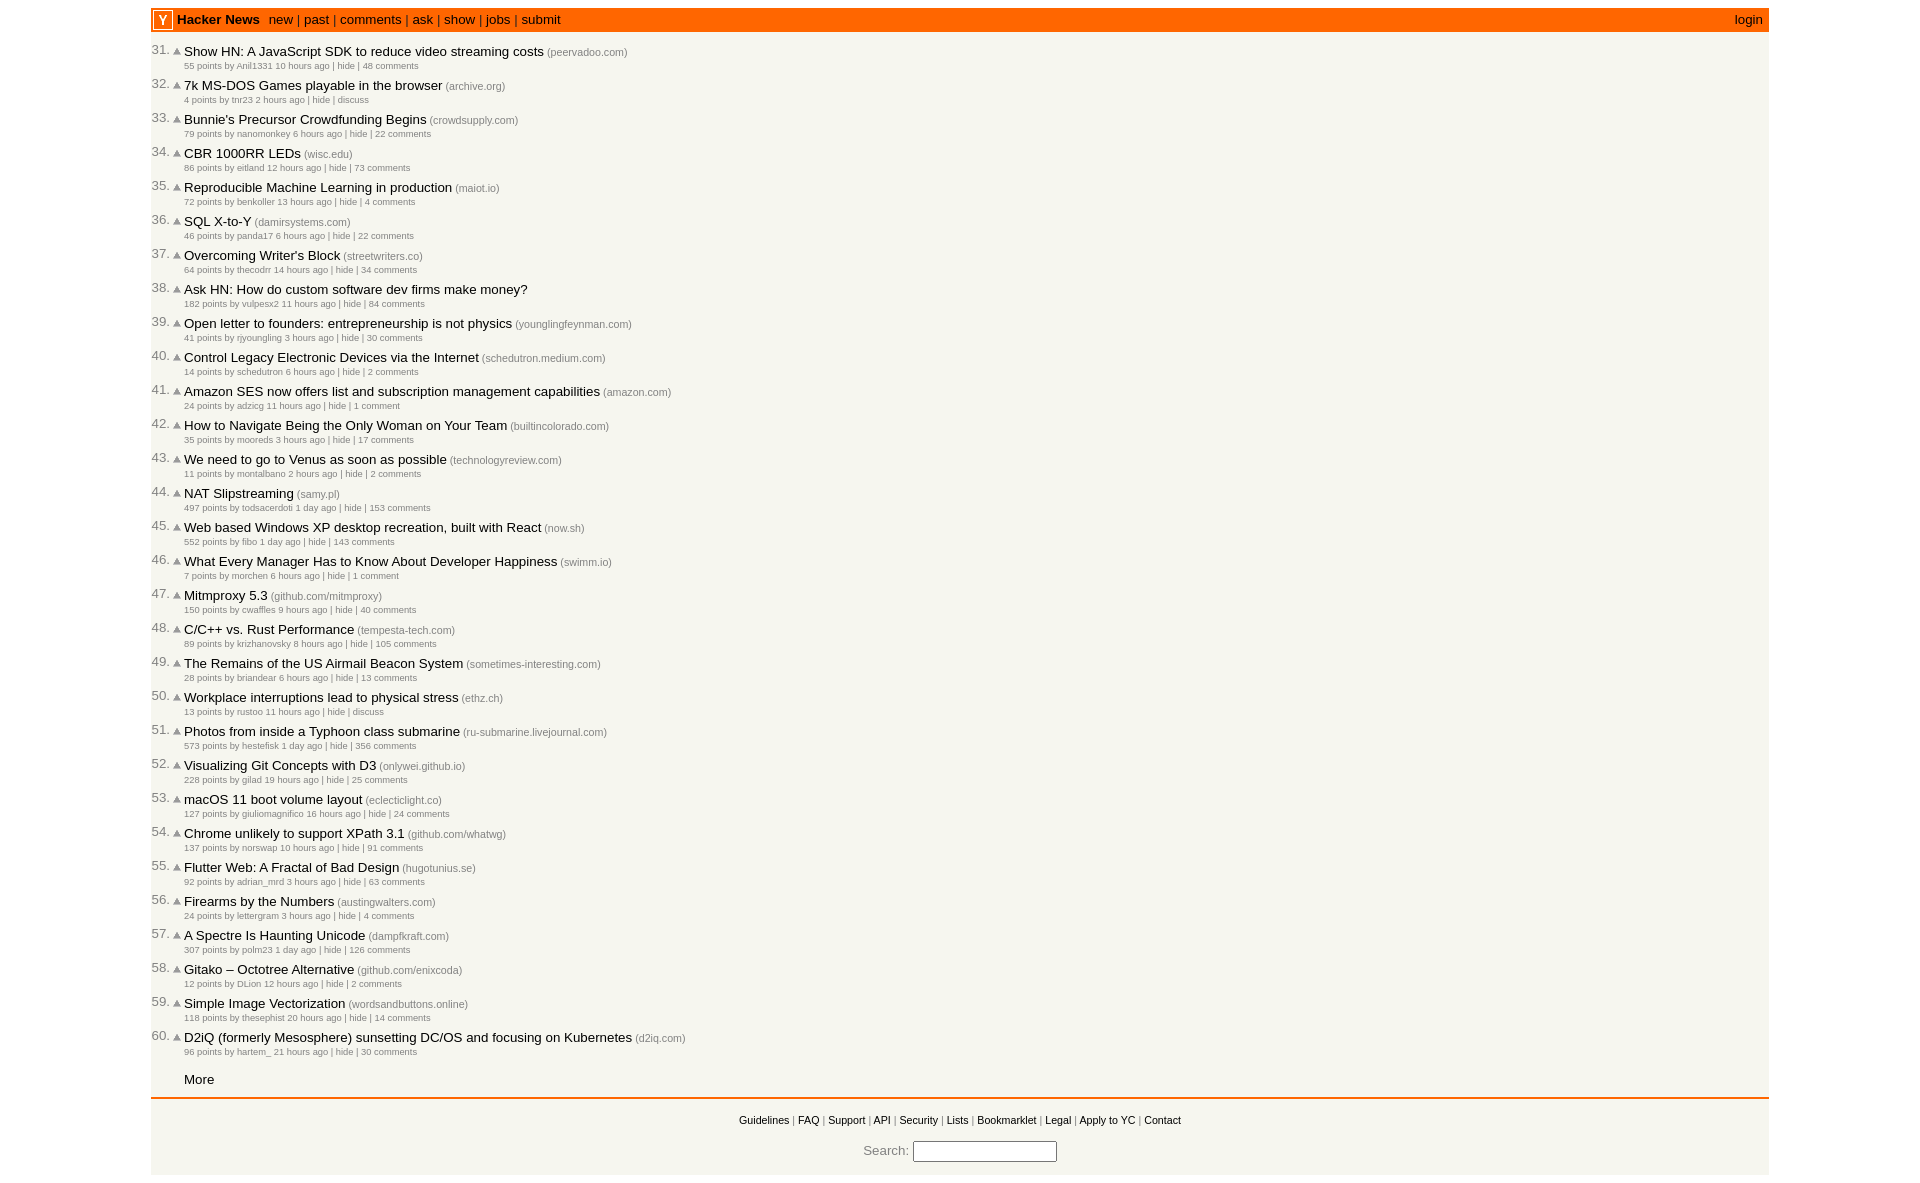 Y Hacker News new | past | comments | ask | show | jobs | submit login
31. Show HN: A JavaScript SDK to reduce video streaming costs (peervadoo.com)
55 points by Anil1331 10 hours ago | hide | 48 comments
32. 7k MS-DOS Games playable in the browser (archive.org)
4 points by tnr23 2 hours ago | hide | discuss
33. Bunnie's Precursor Crowdfunding Begins (crowdsupply.com)
79 points by nanomonkey 6 hours ago | hide | 22 comments
34. CBR 1000RR LEDs (wisc.edu)
86 points by eitland 12 hours ago | hide | 73 comments
35. Reproducible Machine Learning in production (maiot.io)
72 points by benkoller 13 hours ago | hide | 4 comments
36. SQL X-to-Y (damirsystems.com)
46 points by panda17 6 hours ago | hide | 22 comments
37. Overcoming Writer's Block (streetwriters.co)
64 points by thecodrr 14 hours ago | hide | 34 comments
38. Ask HN: How do custom software dev firms make money?
182 points by vulpesx2 11 hours ago | hide | 84 comments
39. Open letter to founders: entrepreneurship is not physics (younglingfeynman.com)
41 points by rjyoungling 3 hours ago | hide | 30 comments
40. Control Legacy Electronic Devices via the Internet (schedutron.medium.com)
14 points by schedutron 6 hours ago | hide | 2 comments
41. Amazon SES now offers list and subscription management capabilities (amazon.com)
24 points by adzicg 11 hours ago | hide | 1 comment
42. How to Navigate Being the Only Woman on Your Team (builtincolorado.com)
35 points by mooreds 3 hours ago | hide | 17 comments
43. We need to go to Venus as soon as possible (technologyreview.com)
11 points by montalbano 2 hours ago | hide | 2 comments
44. NAT Slipstreaming (samy.pl)
497 points by todsacerdoti 1 day ago | hide | 153 comments
45. Web based Windows XP desktop recreation, built with React (now.sh)
552 points by fibo 1 day ago | hide | 143 comments
46. What Every Manager Has to Know About Developer Happiness (swimm.io)
7 points by morchen 6 hours ago | hide | 1 comment
47. Mitmproxy 5.3 (github.com/mitmproxy)
150 points by cwaffles 9 hours ago | hide | 40 comments
48. C/C++ vs. Rust Performance (tempesta-tech.com)
89 points by krizhanovsky 8 hours ago | hide | 105 comments
49. The Remains of the US Airmail Beacon System (sometimes-interesting.com)
28 points by briandear 6 hours ago | hide | 13 comments
50. Workplace interruptions lead to physical stress (ethz.ch)
13 points by rustoo 11 hours ago | hide | discuss
51. Photos from inside a Typhoon class submarine (ru-submarine.livejournal.com)
573 points by hestefisk 1 day ago | hide | 356 comments
52. Visualizing Git Concepts with D3 (onlywei.github.io)
228 points by gilad 19 hours ago | hide | 25 comments
53. macOS 11 boot volume layout (eclecticlight.co)
127 points by giuliomagnifico 16 hours ago | hide | 24 comments
54. Chrome unlikely to support XPath 3.1 (github.com/whatwg)
137 points by norswap 10 hours ago | hide | 91 comments
55. Flutter Web: A Fractal of Bad Design (hugotunius.se)
92 points by adrian_mrd 3 hours ago | hide | 63 comments
56. Firearms by the Numbers (austingwalters.com)
24 points by lettergram 3 hours ago | hide | 4 comments
57. A Spectre Is Haunting Unicode (dampfkraft.com)
307 points by polm23 1 day ago | hide | 126 comments
58. Gitako – Octotree Alternative (github.com/enixcoda)
12 points by DLion 12 hours ago | hide | 2 comments
59. Simple Image Vectorization (wordsandbuttons.online)
118 points by thesephist 20 hours ago | hide | 14 comments
60. D2iQ (formerly Mesosphere) sunsetting DC/OS and focusing on Kubernetes (d2iq.com)
96 points by hartem_ 21 hours ago | hide | 30 comments
More
Guidelines | FAQ | Support | API | Security | Lists | Bookmarklet | Legal | Apply to YC | Contact
Search: